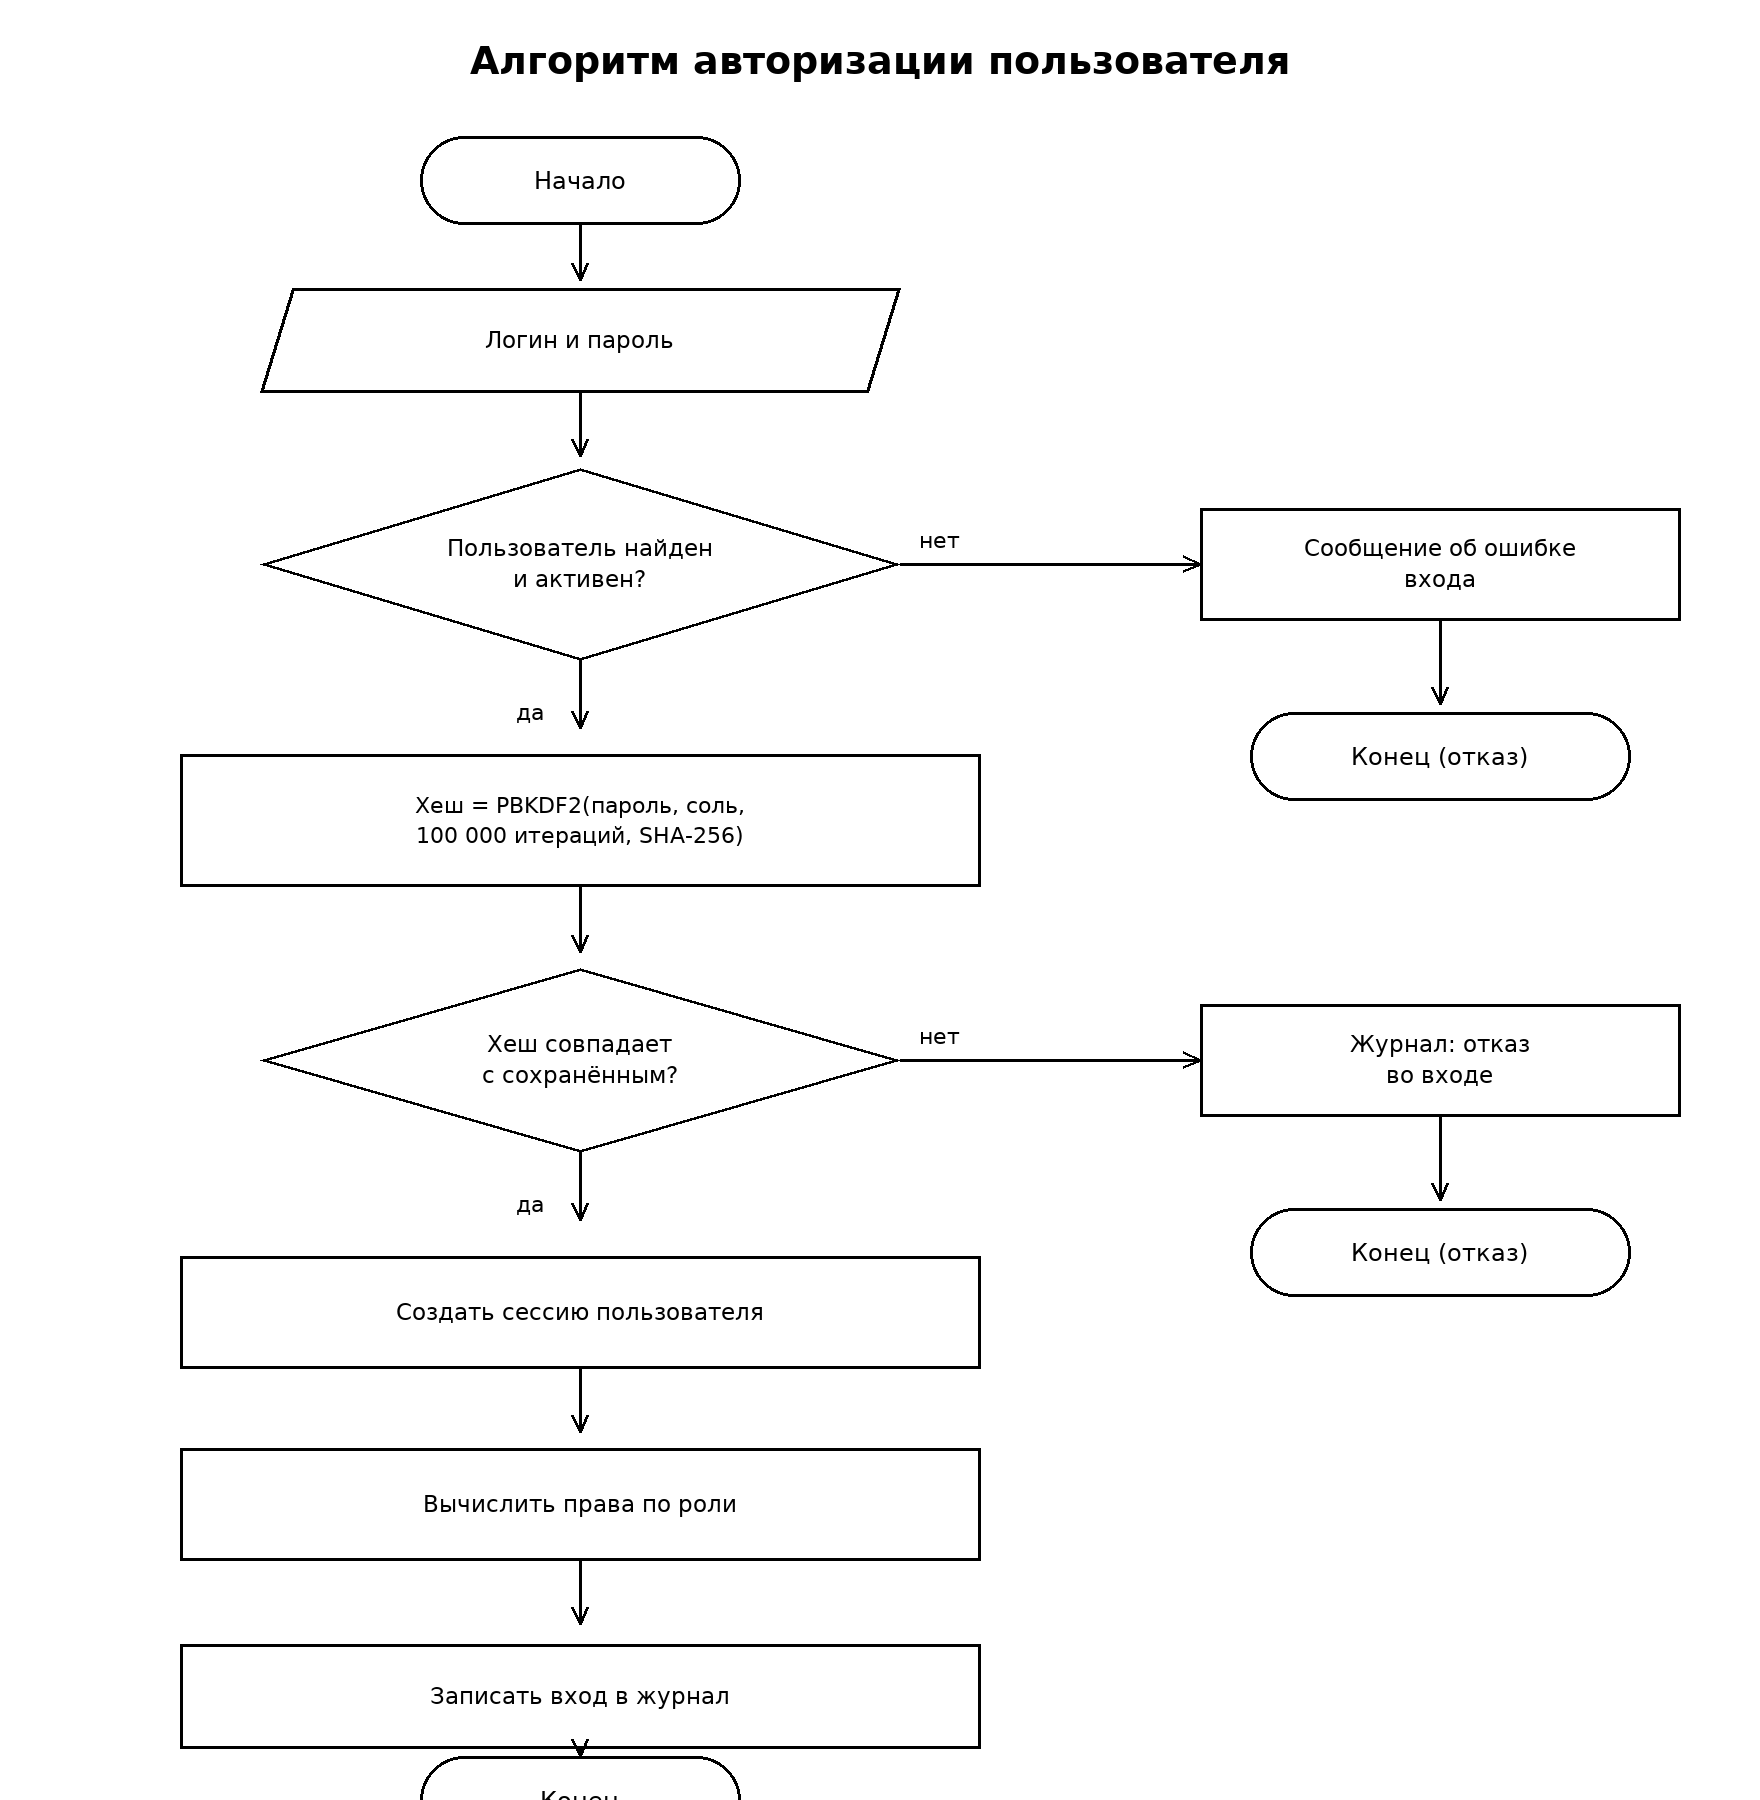 Алгоритм авторизации пользователя
Начало
Логин и пароль
Пользователь найден
и активен?
нет
Сообщение об ошибке
входа
да
Конец (отказ)
Хеш = PBKDF2(пароль, соль,
100 000 итераций, SHA-256)
Хеш совпадает
с сохранённым?
нет
Журнал: отказ
во входе
да
Конец (отказ)
Создать сессию пользователя
Вычислить права по роли
Записать вход в журнал
Конец